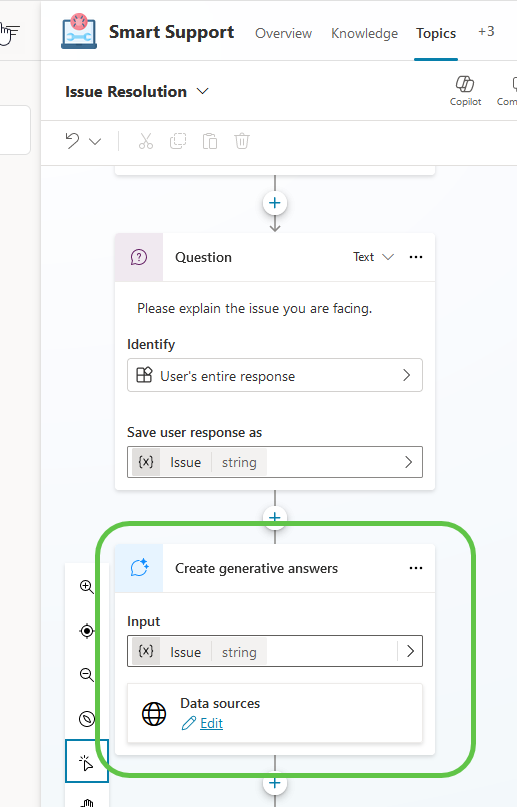 Smart Support Overview Knowledge Topics +3
Issue Resolution
Copilot
Question Text
Please explain the issue you are facing.
Identify
User's entire response
Save user response as
{x} Issue string
Create generative answers
Input
{x} Issue string
Data sources
Edit